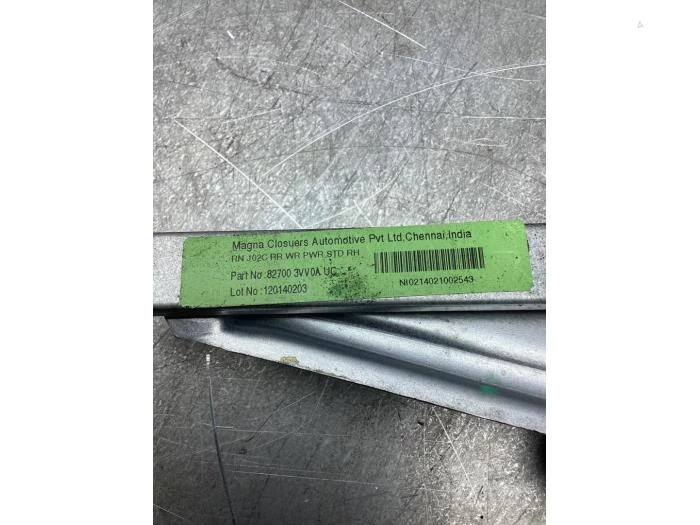 Magna Closuers Automotive Pvt Ltd,Chennai,India
RN J02C RR WR PWR STD RH
Part No :82700 3VV0A UC
Lot No :120140203
NI0214021002543